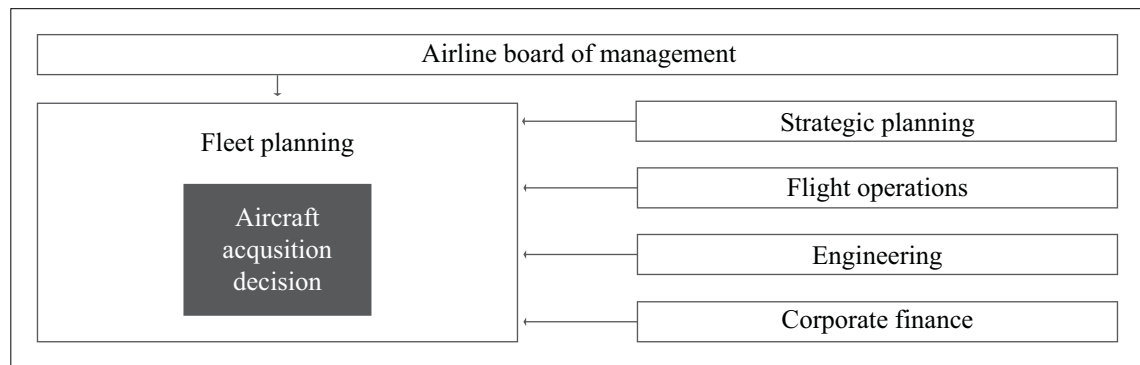 Airline board of management
Fleet planning
Aircraft
acqusition
decision
Strategic planning
Flight operations
Engineering
Corporate finance